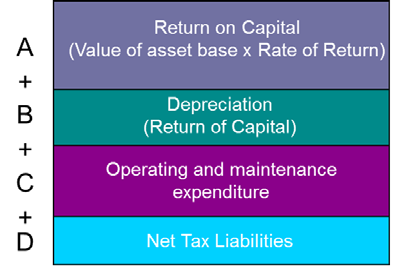 Return on Capital
A (Value of asset base x Rate of Return)
+
Depreciation
B (Return of Capital)
+
C Operating and maintenance
expenditure
+
D Net Tax Liabilities